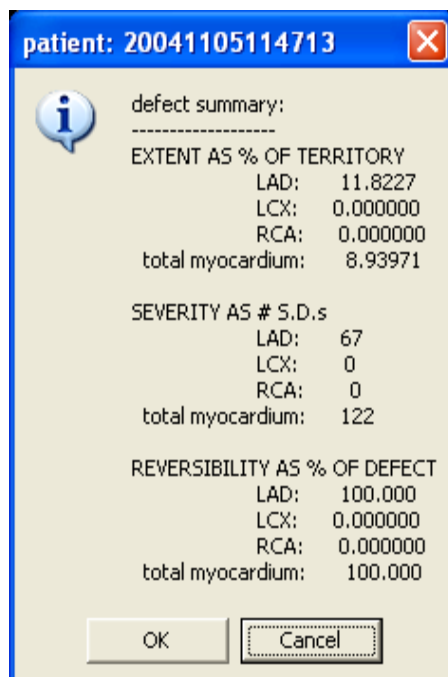 patient: 20041105114713
defect summary:
-------------------
EXTENT AS % OF TERRITORY
LAD: 11.8227
LCX: 0.000000
RCA: 0.000000
total myocardium: 8.93971
SEVERITY AS # S.D.s
LAD: 67
LCX: 0
RCA: 0
total myocardium: 122
REVERSIBILITY AS % OF DEFECT
LAD: 100.000
LCX: 0.000000
RCA: 0.000000
total myocardium: 100.000
OK Cancel